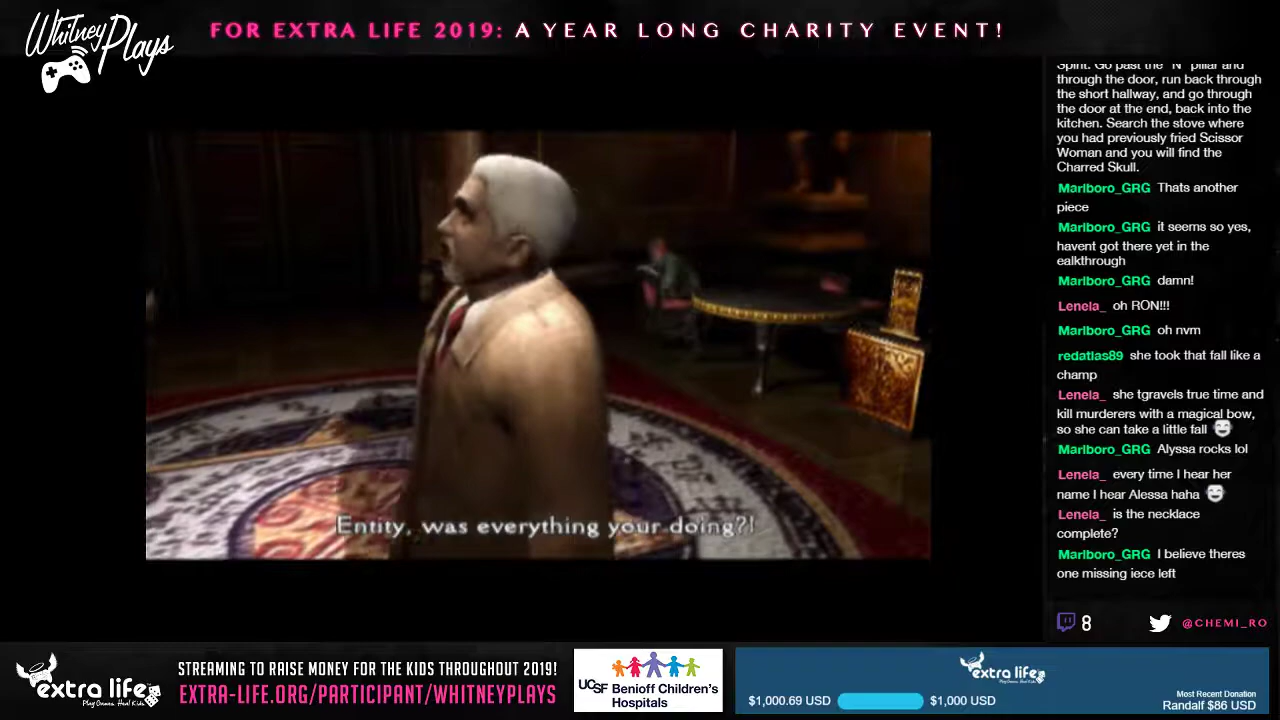 Whitney Plays
FOR EXTRA LIFE 2019: A YEAR LONG CHARITY EVENT!
Spirit. Go past the "N" pillar and
through the door, run back through
the short hallway, and go through
the door at the end, back into the
kitchen. Search the stove where
you had previously fried Scissor
Woman and you will find the
Charred Skull.
Marlboro_GRG Thats another
piece
Marlboro_GRG it seems so yes,
havent got there yet in the
ealkthrough
Marlboro_GRG damn!
Lenela_ oh RON!!!
Marlboro_GRG oh nvm
redatlas89 she took that fall like a
champ
Lenela_ she tgravels true time and
kill murderers with a magical bow,
so she can take a little fall
Marlboro_GRG Alyssa rocks lol
Lenela_ every time I hear her
name I hear Alessa haha
Lenela_ is the necklace
complete?
Marlboro_GRG I believe theres
one missing iece left
Entity, was everything your doing?!
8 @CHEMI_RO
extra life
Play Games. Heal Kids.
STREAMING TO RAISE MONEY FOR THE KIDS THROUGHOUT 2019!
EXTRA-LIFE.ORG/PARTICIPANT/WHITNEYPLAYS
UCSF Benioff Children's
Hospitals
extra life
$1,000.69 USD $1,000 USD
Most Recent Donation
Randalf $86 USD